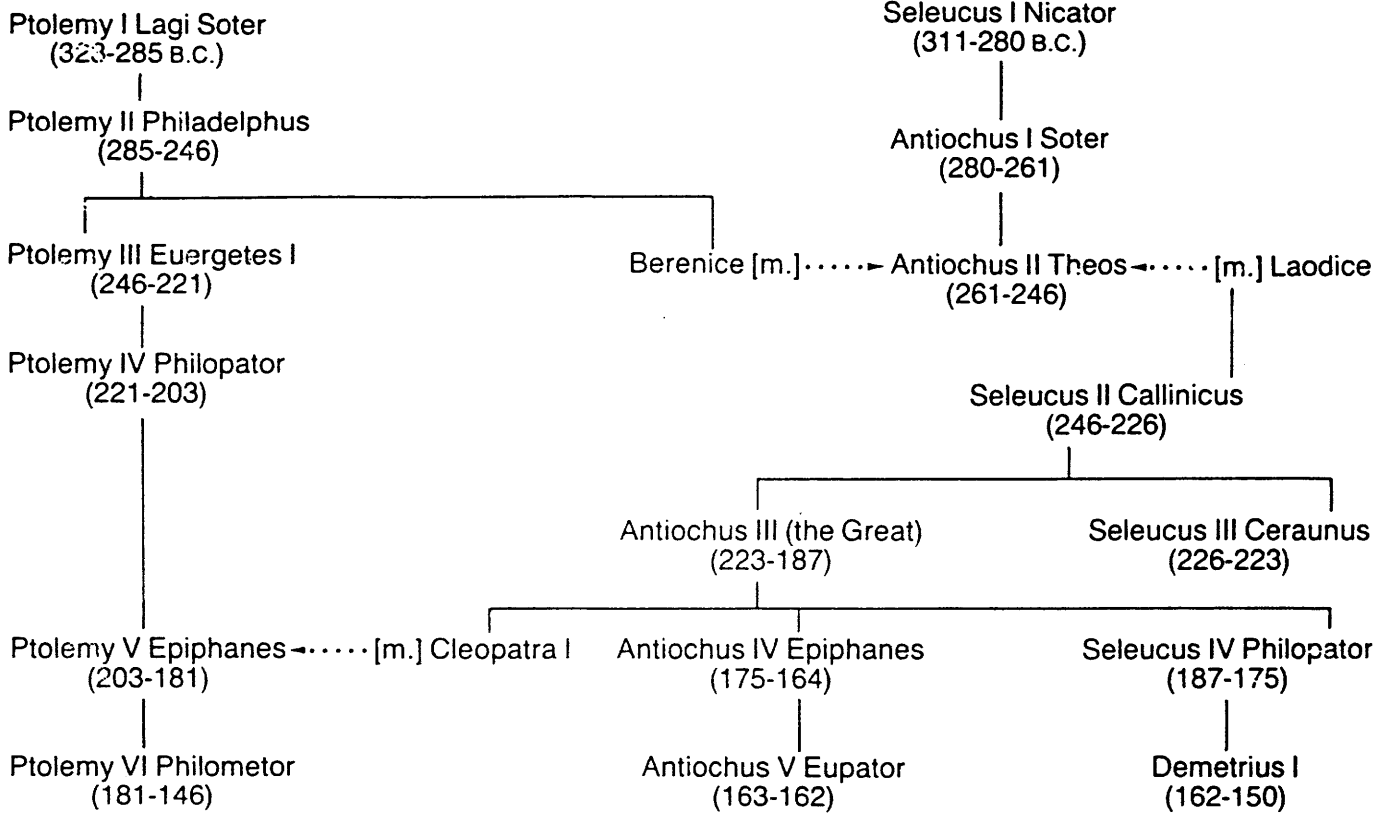 Ptolemy I Lagi Soter
(323-285 B.C.)
Seleucus I Nicator
(311-280 B.C.)
Ptolemy II Philadelphus
(285-246)
Antiochus I Soter
(280-261)
Ptolemy III Euergetes I
(246-221)
Berenice [m.] ·····► Antiochus II Theos ◄····· [m.] Laodice
(261-246)
Ptolemy IV Philopator
(221-203)
Seleucus II Callinicus
(246-226)
Antiochus III (the Great)
(223-187)
Seleucus III Ceraunus
(226-223)
Ptolemy V Epiphanes ◄····· [m.] Cleopatra I
(203-181)
Antiochus IV Epiphanes
(175-164)
Seleucus IV Philopator
(187-175)
Ptolemy VI Philometor
(181-146)
Antiochus V Eupator
(163-162)
Demetrius I
(162-150)